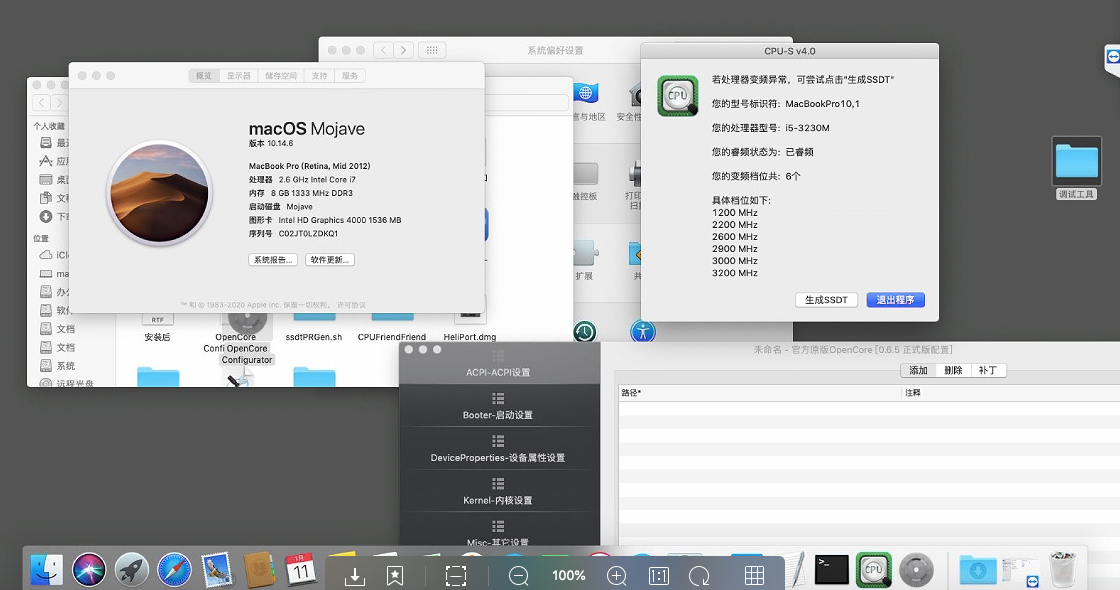 系统偏好设置
CPU-S v4.0
概览 显示器 储存空间 支持 服务
macOS Mojave
版本 10.14.6
MacBook Pro (Retina, Mid 2012)
处理器 2.6 GHz Intel Core i7
内存 8 GB 1333 MHz DDR3
启动磁盘 Mojave
图形卡 Intel HD Graphics 4000 1536 MB
序列号 C02JT0LZDKQ1
系统报告... 软件更新...
™ 和 © 1983-2020 Apple Inc. 保留一切权利。 许可协议
个人收藏
位置
文档
文档
系统
远程光盘
RTF
安装后
OpenCore
OpenCore
Configurator
ssdtPRGen.sh
CPUFriendFriend
HeliPort.dmg
言与地区
安全性
触控板
打印
扫描
扩展
共
CPU
若处理器变频异常，可尝试点击"生成SSDT"
您的型号标识符： MacBookPro10,1
您的处理器型号： i5-3230M
您的睿频状态为： 已睿频
您的变频档位共： 6个
具体档位如下:
1200 MHz
2200 MHz
2600 MHz
2900 MHz
3000 MHz
3200 MHz
生成SSDT 退出程序
调试工具
未命名 - 官方原版OpenCore [0.6.5 正式版配置]
ACPI-ACPI设置
Booter-启动设置
DeviceProperties-设备属性设置
Kernel-内核设置
Misc-其它设置
添加 删除 补丁
路径* 注释
1月
11
100%
1:1
CPU